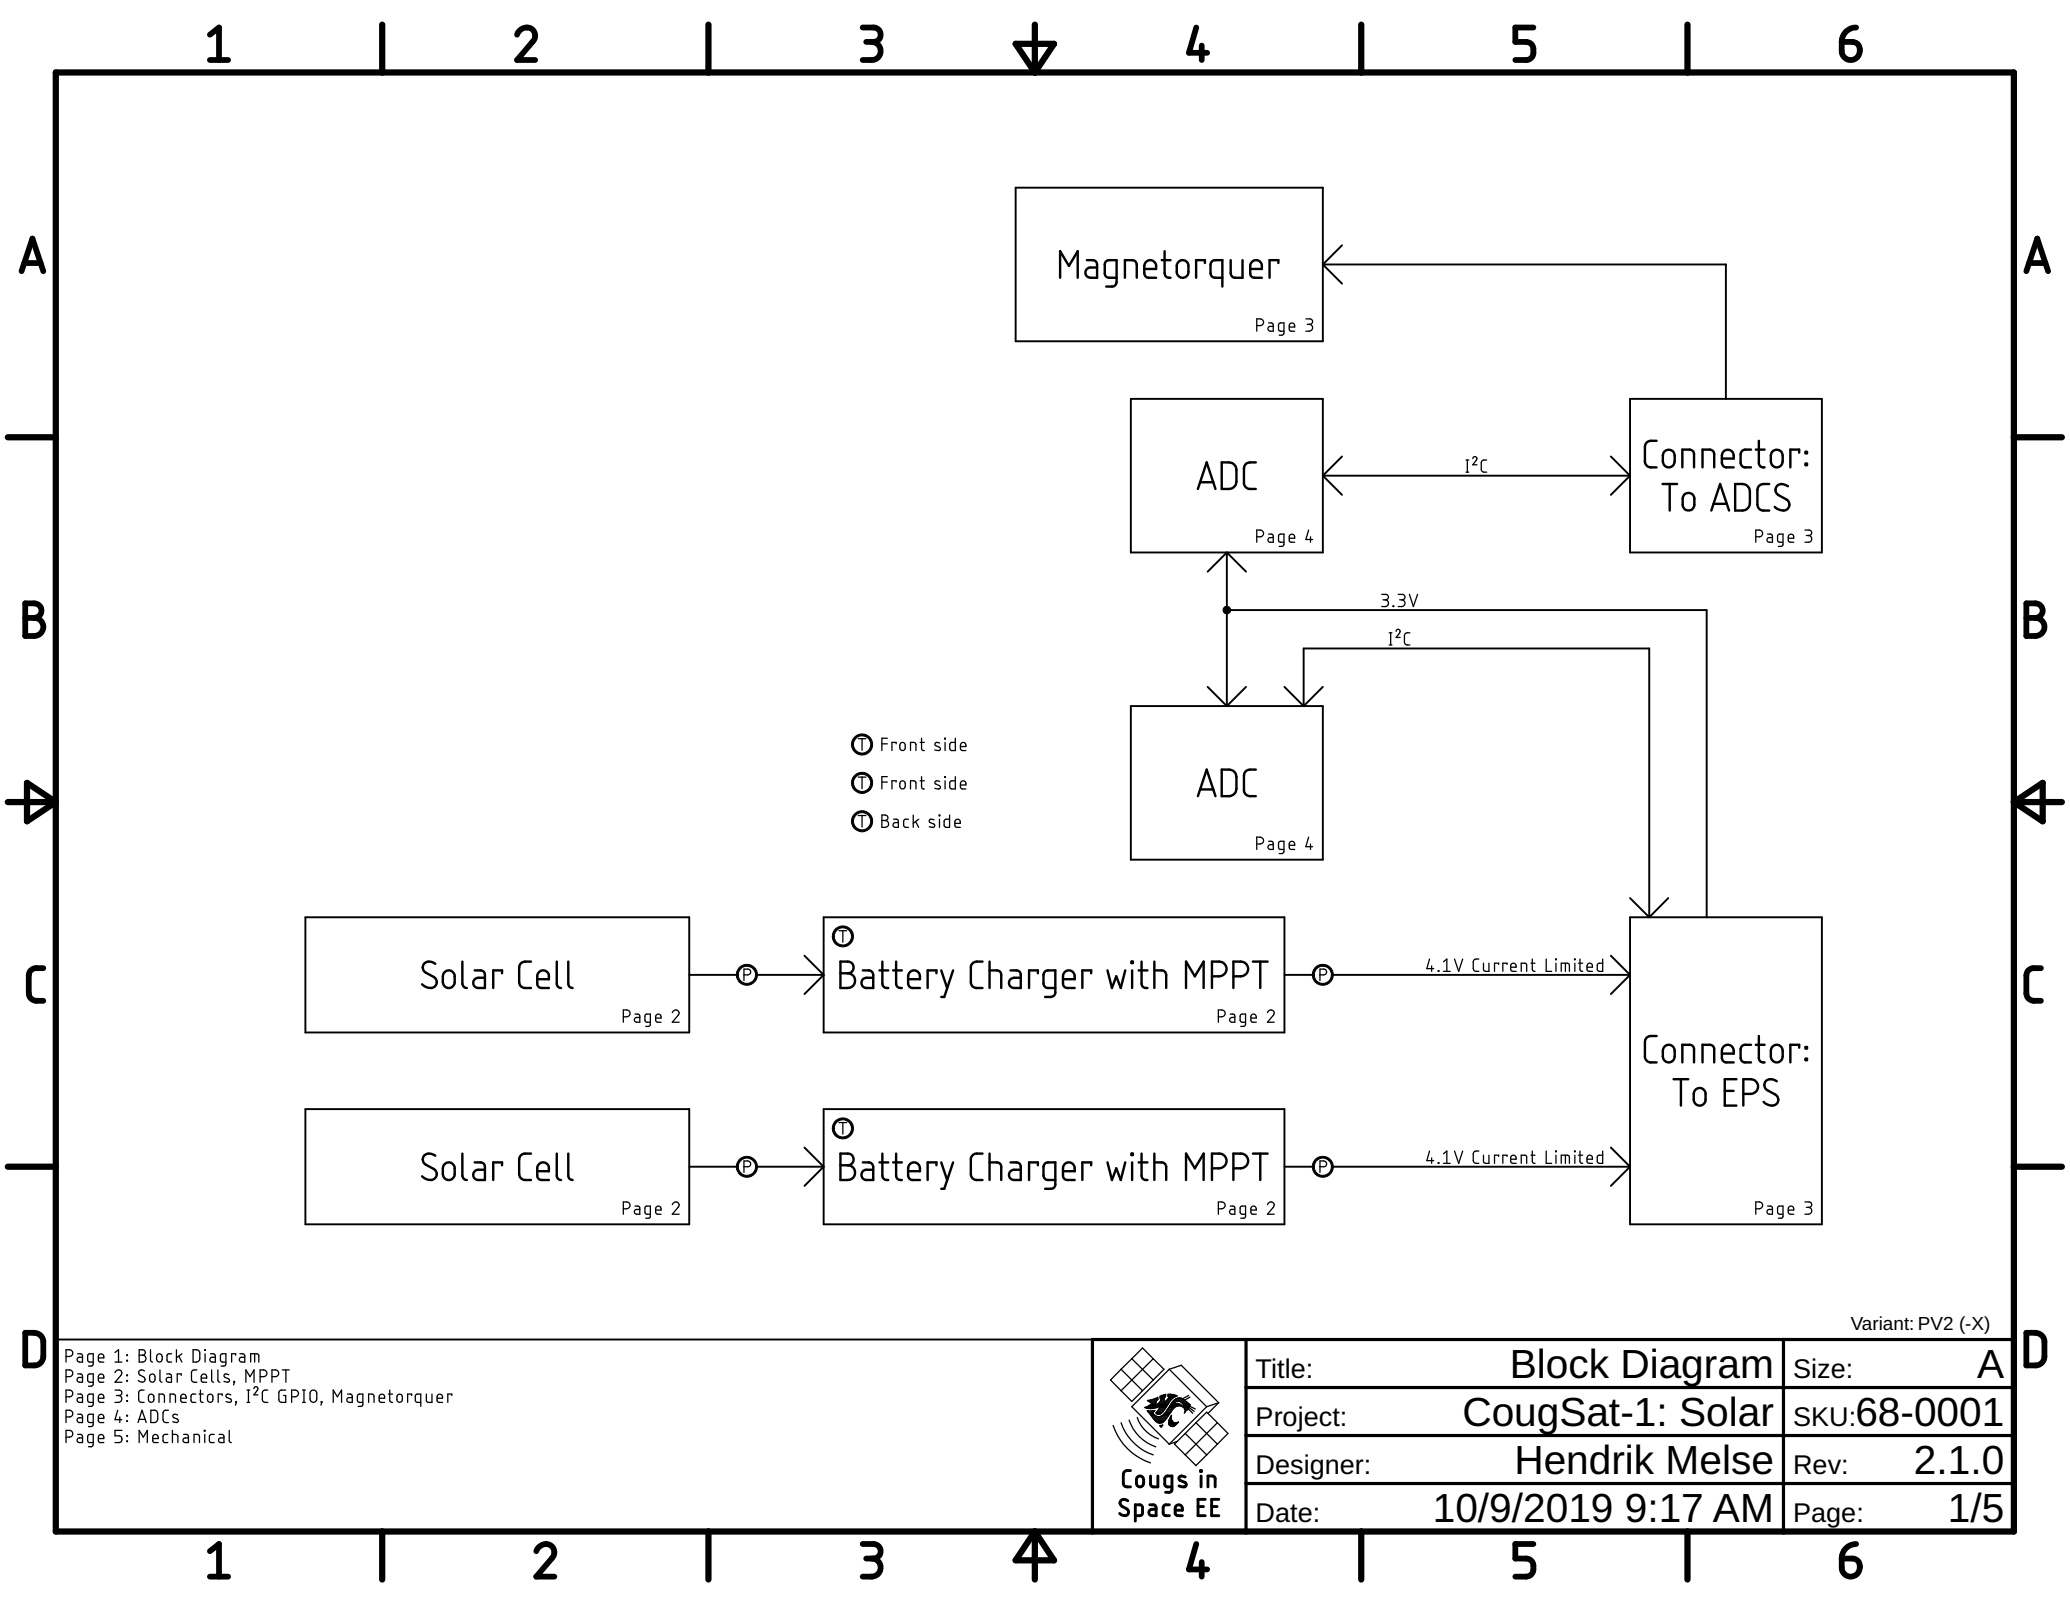 1 2 3 4 5 6
A A
Magnetorquer
Page 3
ADC
Page 4
I²C
Connector:
To ADCS
Page 3
B B
3.3V
I²C
T Front side
T Front side
T Back side
ADC
Page 4
C C
Solar Cell
Page 2
P
T
Battery Charger with MPPT
Page 2
P
4.1V Current Limited
Connector:
To EPS
Page 3
Solar Cell
Page 2
P
T
Battery Charger with MPPT
Page 2
P
4.1V Current Limited
Variant: PV2 (-X)
D D
Page 1: Block Diagram
Page 2: Solar Cells, MPPT
Page 3: Connectors, I²C GPIO, Magnetorquer
Page 4: ADCs
Page 5: Mechanical
Cougs in
Space EE
Title: Block Diagram
Size: A
Project: CougSat-1: Solar
SKU:68-0001
Designer: Hendrik Melse
Rev: 2.1.0
Date: 10/9/2019 9:17 AM
Page: 1/5
1 2 3 4 5 6